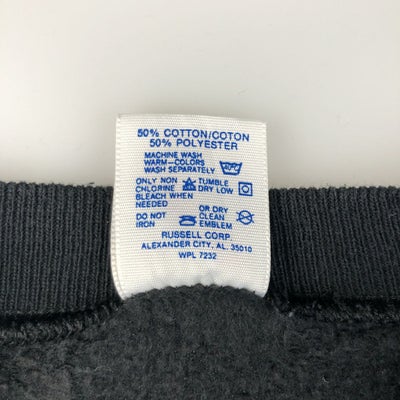 50% COTTON/COTON
50% POLYESTER
MACHINE WASH
WARM-COLORS
WASH SEPARATELY
ONLY NON TUMBLE
CHLORINE DRY LOW
BLEACH WHEN
NEEDED OR DRY
DO NOT CLEAN
IRON EMBLEM
RUSSELL CORP.
ALEXANDER CITY, AL. 35010
WPL 7232